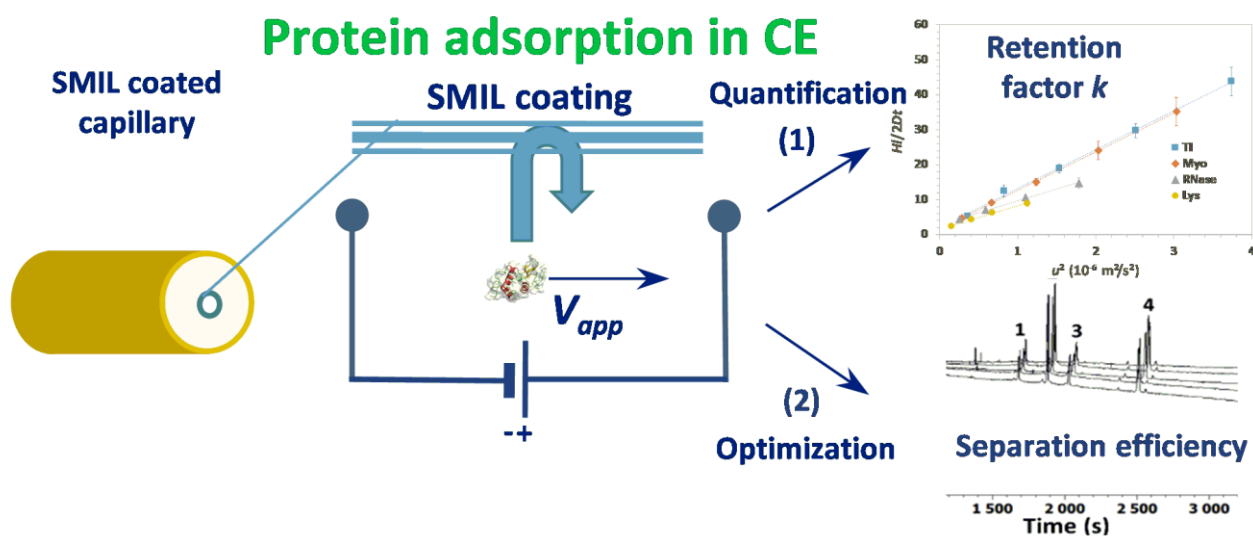 Protein adsorption in CE
SMIL coated
capillary
SMIL coating
Vapp
-+
Quantification
(1)
(2)
Optimization
Retention
factor k
Hl/2Dt
60
50
40
30
20
10
0
TI
Myo
RNase
Lys
0 1 2 3 4
u² (10⁻⁶ m²/s²)
1 3 4
Separation efficiency
1 500 2 000 2 500 3 000
Time (s)